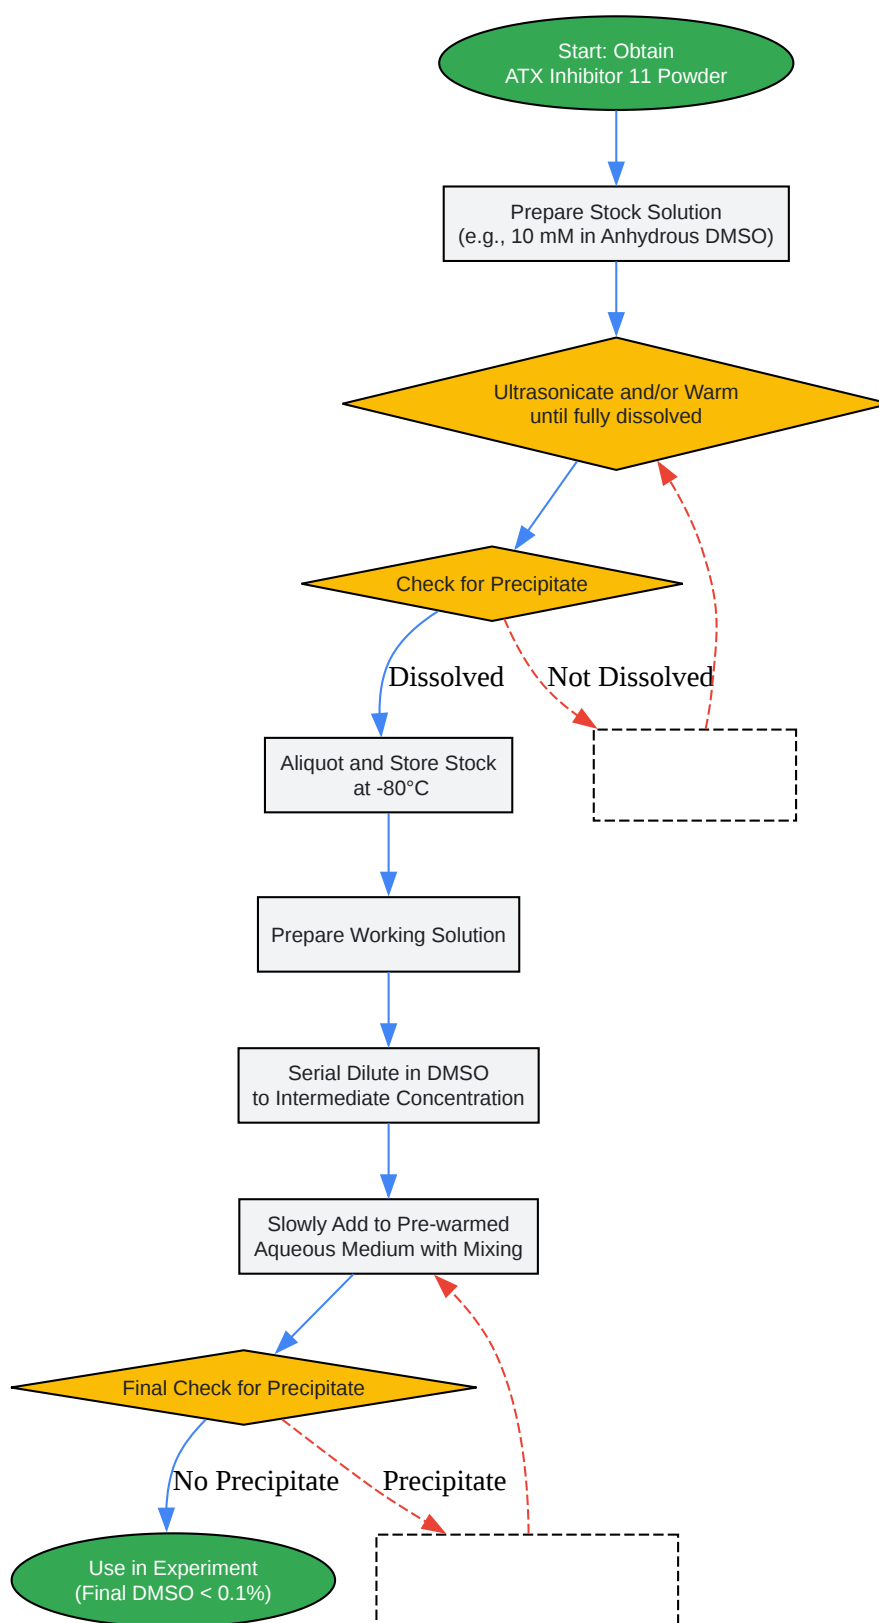 Start: Obtain
ATX Inhibitor 11 Powder
Prepare Stock Solution
(e.g., 10 mM in Anhydrous DMSO)
Ultrasonicate and/or Warm
until fully dissolved
Check for Precipitate
Dissolved
Not Dissolved
Aliquot and Store Stock
at -80°C
Prepare Working Solution
Serial Dilute in DMSO
to Intermediate Concentration
Slowly Add to Pre-warmed
Aqueous Medium with Mixing
Final Check for Precipitate
No Precipitate
Precipitate
Use in Experiment
(Final DMSO < 0.1%)